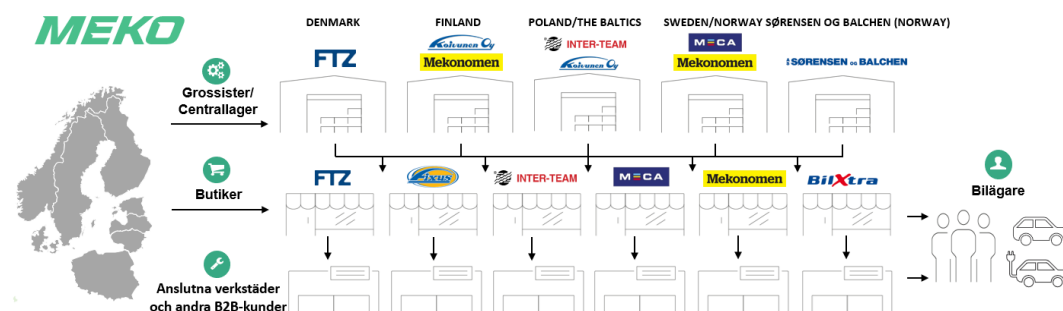 MEKO
DENMARK
FINLAND
POLAND/THE BALTICS
SWEDEN/NORWAY
SØRENSEN OG BALCHEN (NORWAY)
FTZ
Koivunen Oy
Mekonomen
INTER-TEAM
Koivunen Oy
MECA
Mekonomen
SØRENSEN OG BALCHEN
Grossister/
Centrallager
Butiker
FTZ
Fixus
INTER-TEAM
MECA
Mekonomen
BilXtra
Bilägare
Anslutna verkstäder
och andra B2B-kunder